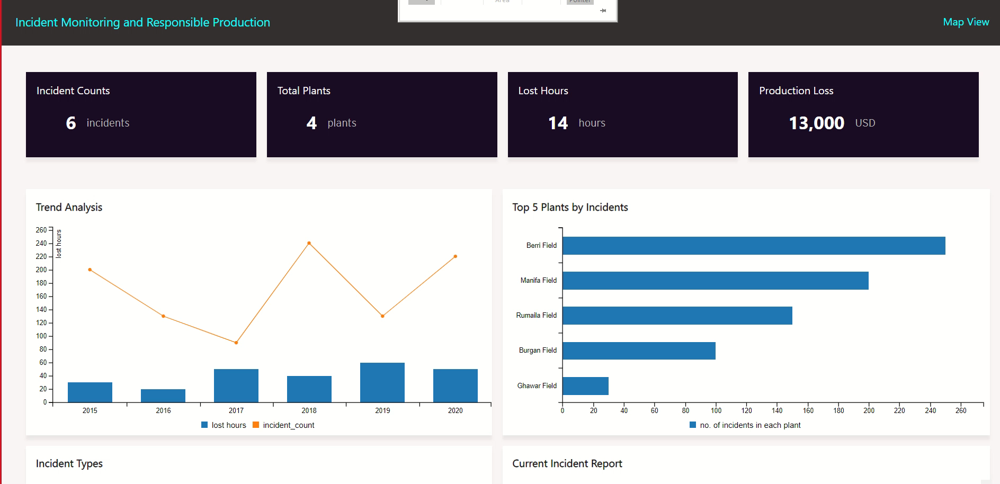 Area
Pointer
Incident Monitoring and Responsible Production
Map View
Incident Counts
6 incidents
Total Plants
4 plants
Lost Hours
14 hours
Production Loss
13,000 USD
Trend Analysis
260
240
220
200
180
160
140
120
100
80
60
40
20
0
lost hours
2015 2016 2017 2018 2019 2020
lost hours incident_count
Top 5 Plants by Incidents
Berri Field
Manifa Field
Rumaila Field
Burgan Field
Ghawar Field
0 20 40 60 80 100 120 140 160 180 200 220 240 260
no. of incidents in each plant
Incident Types
Current Incident Report